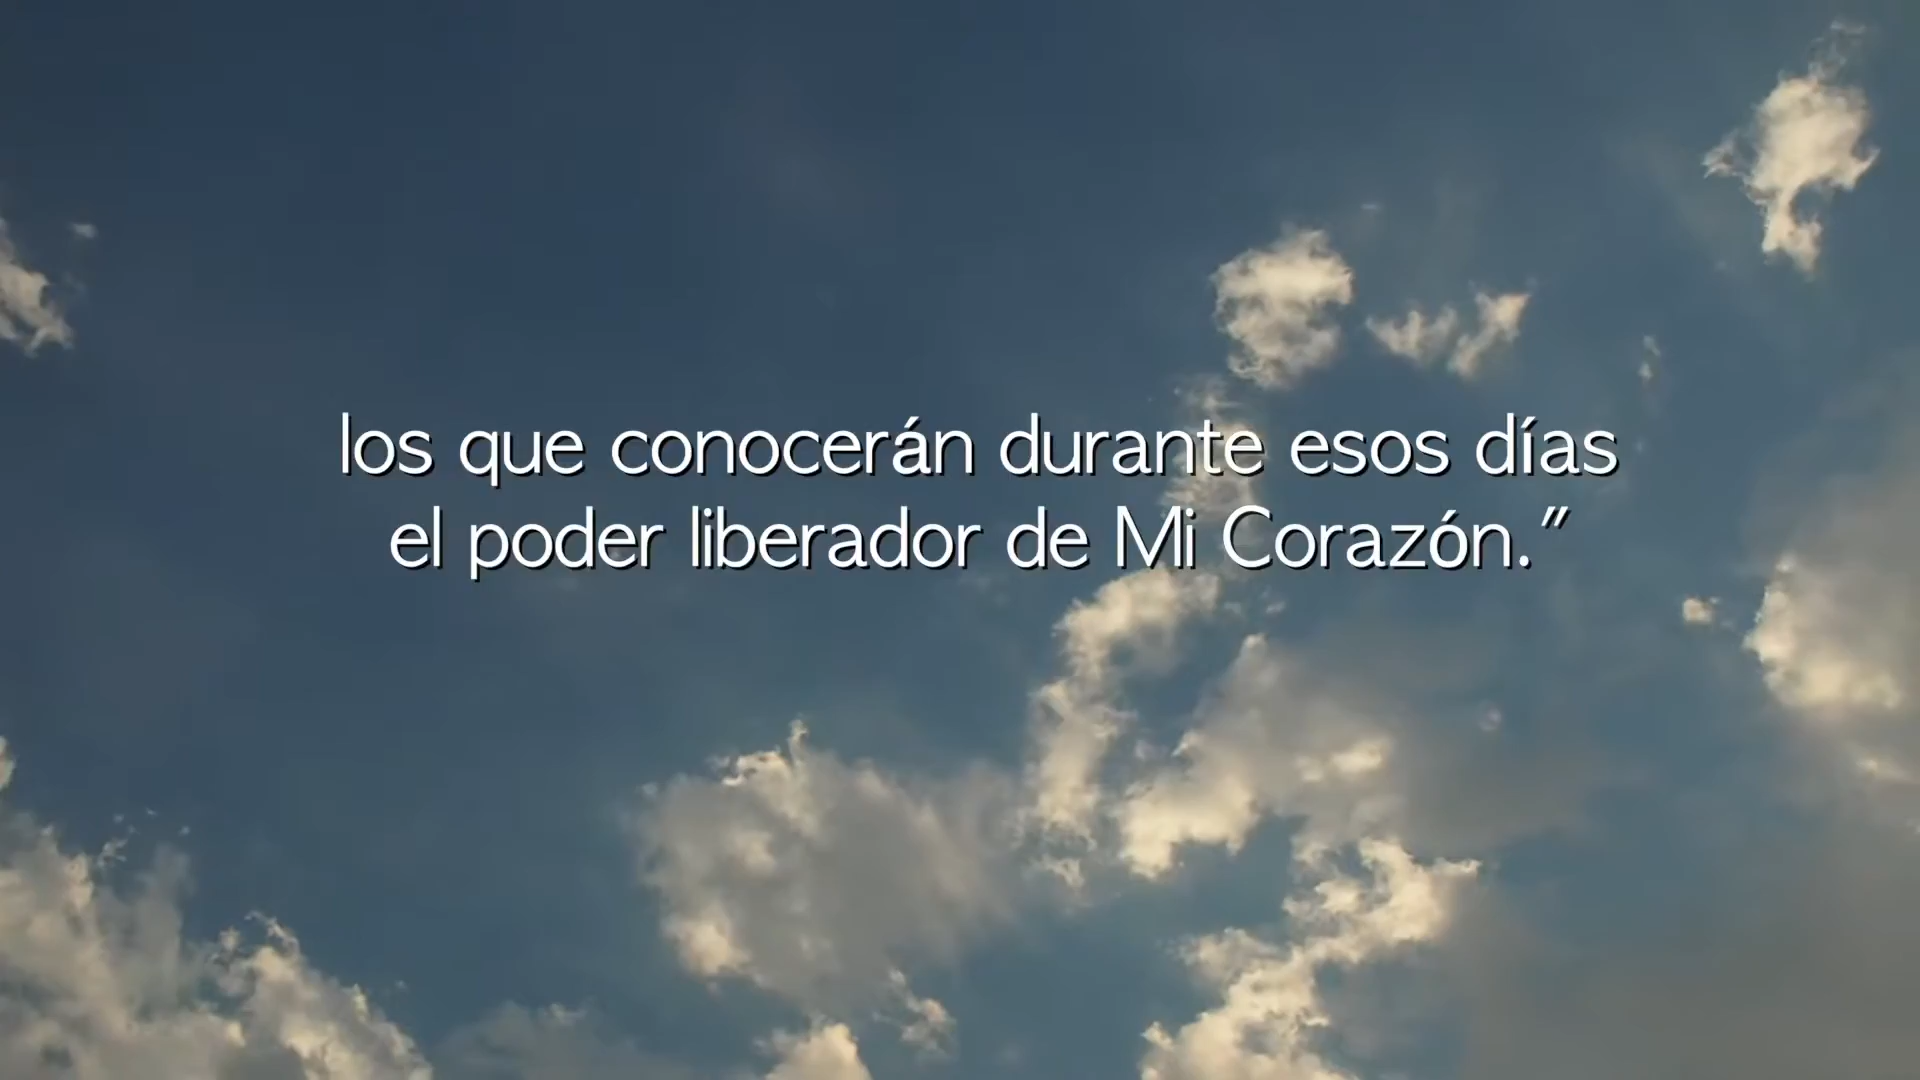 los que conocerán durante esos días
el poder liberador de Mi Corazón.”